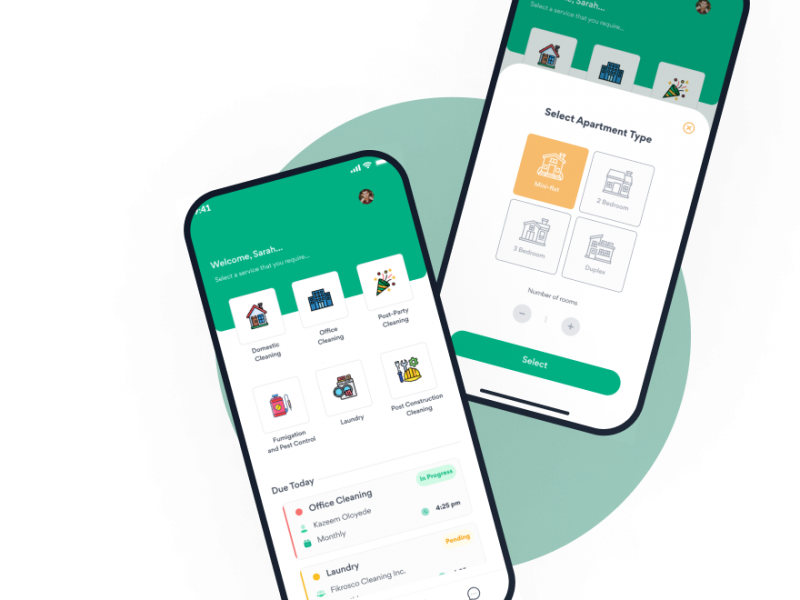 9:41
Welcome, Sarah...
Select a service that you require...
Domestic
Cleaning
Office
Cleaning
Post-Party
Cleaning
Fumigation
and Pest Control
Laundry
Post Construction
Cleaning
Due Today
Office Cleaning
In Progress
Kazeem Oloyede
4:25 pm
Monthly
Laundry
Pending
Fikrosco Cleaning Inc.
Sarah...
Select a service that you require...
Select Apartment Type
Mini-flat
2 Bedroom
3 Bedroom
Duplex
Number of rooms
1
Select